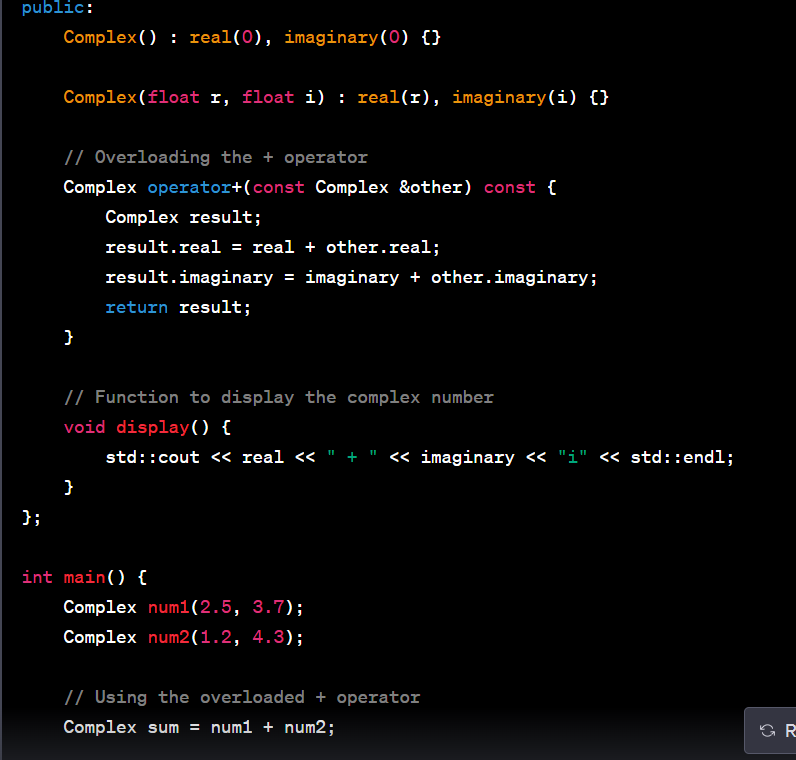 public:
    Complex() : real(0), imaginary(0) {}
    Complex(float r, float i) : real(r), imaginary(i) {}
    // Overloading the + operator
    Complex operator+(const Complex &other) const {
        Complex result;
        result.real = real + other.real;
        result.imaginary = imaginary + other.imaginary;
        return result;
    }
    // Function to display the complex number
    void display() {
        std::cout << real << " + " << imaginary << "i" << std::endl;
    }
};
int main() {
    Complex num1(2.5, 3.7);
    Complex num2(1.2, 4.3);
    // Using the overloaded + operator
    Complex sum = num1 + num2;